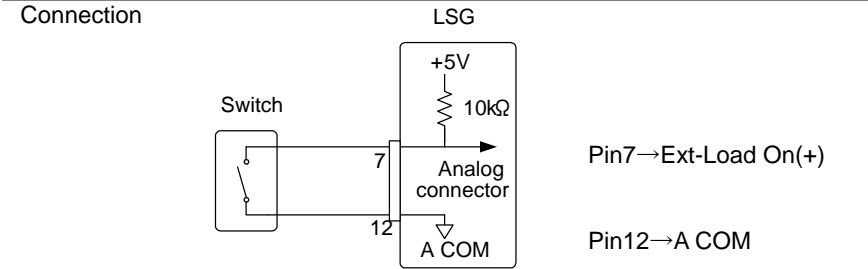 Connection
LSG
+5V
Switch
10kΩ
7
Analog
connector
Pin7→Ext-Load On(+)
12
A COM
Pin12→A COM